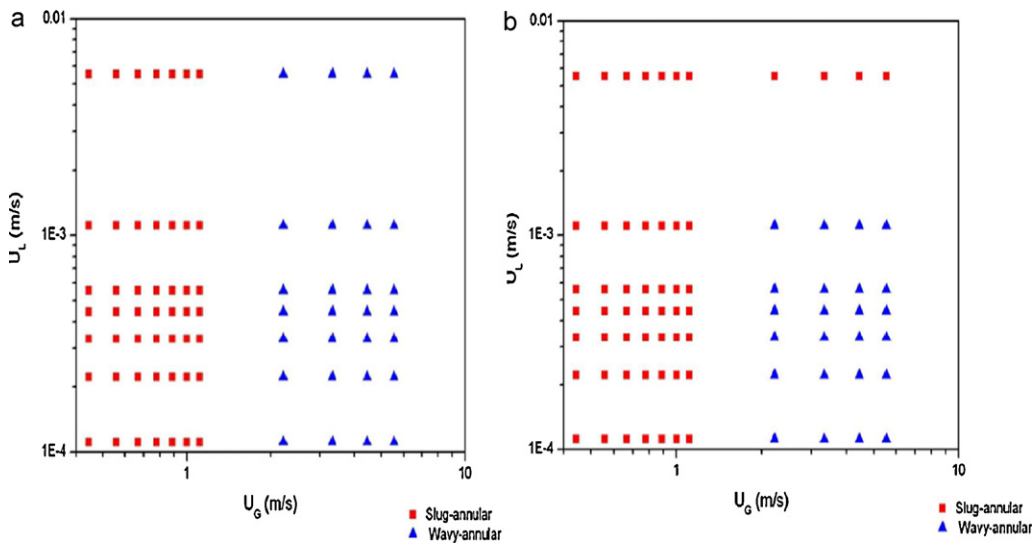 a
0.01
1E-3
1E-4
U_L (m/s)
1
10
U_G (m/s)
Slug-annular
Wavy-annular
b
0.01
1E-3
1E-4
U_L (m/s)
1
10
U_G (m/s)
Slug-annular
Wavy-annular